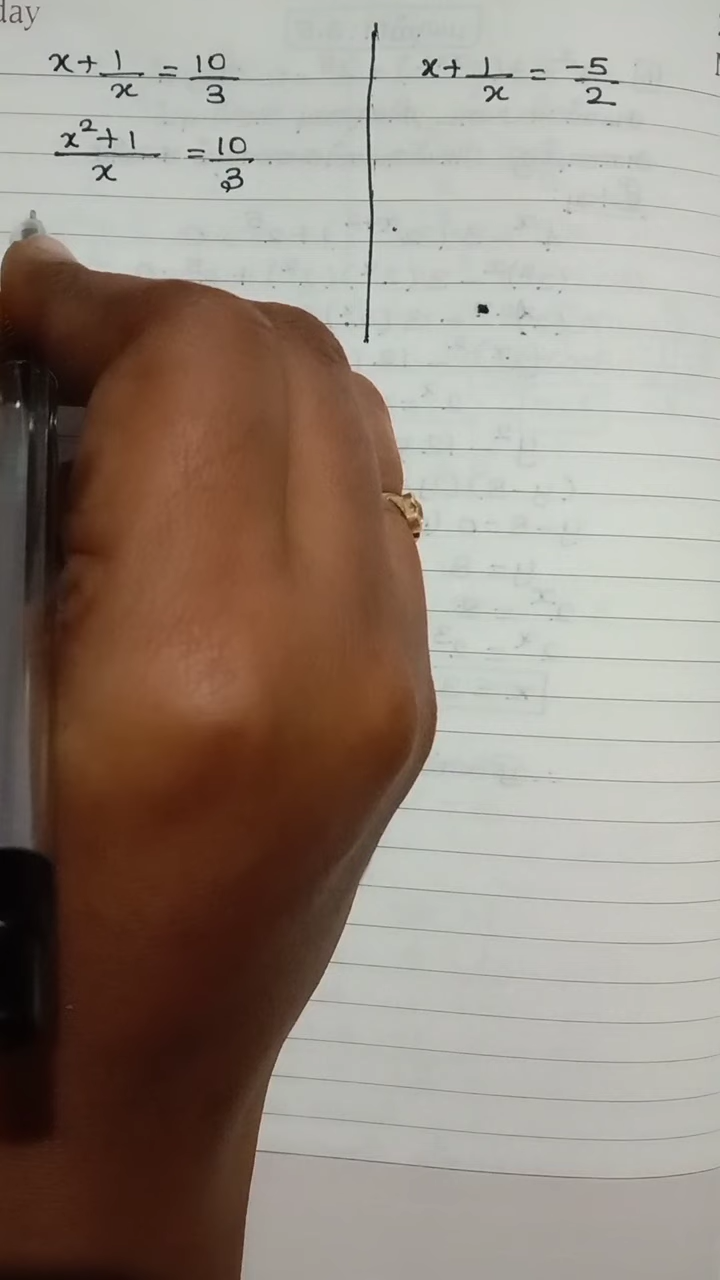 day
x + 1/x = 10/3
x² + 1/x = 10/3
x + 1/x = -5/2